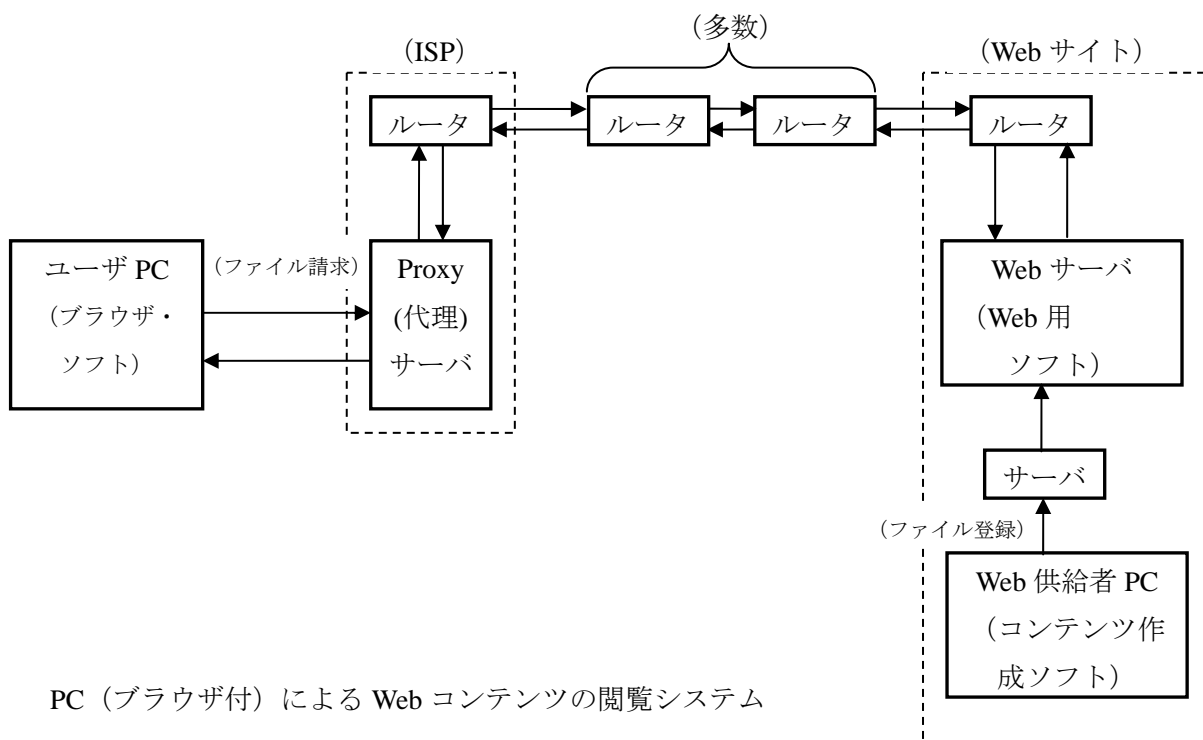 （多数）
（ISP）
（Web サイト）
ルータ
ルータ
ルータ
ルータ
ユーザ PC
（ブラウザ・
ソフト）
（ファイル請求）
Proxy
(代理)
サーバ
Web サーバ
（Web 用
ソフト）
サーバ
（ファイル登録）
Web 供給者 PC
（コンテンツ作
成ソフト）
PC（ブラウザ付）による Web コンテンツの閲覧システム